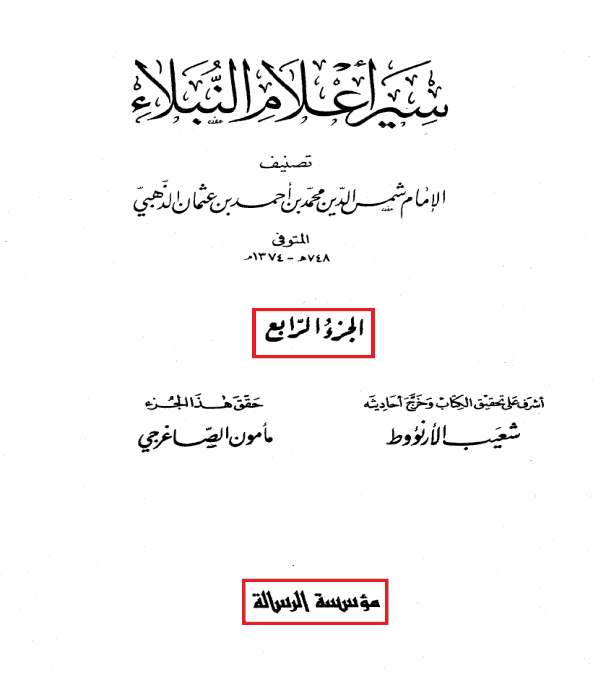 سير أعلام النبلاء
تصنيف
الإمام شمس الدين محمد بن أحمد بن عثمان الذهبي
المتوفى
٧٤٨هـ - ١٣٧٤م
الجزء الرابع
أشرف على تحقيق الكتاب وخرج أحاديثه
شعيب الأرنؤوط
حقق هذا الجزء
مأمون الصاغرجي
مؤسسة الرسالة